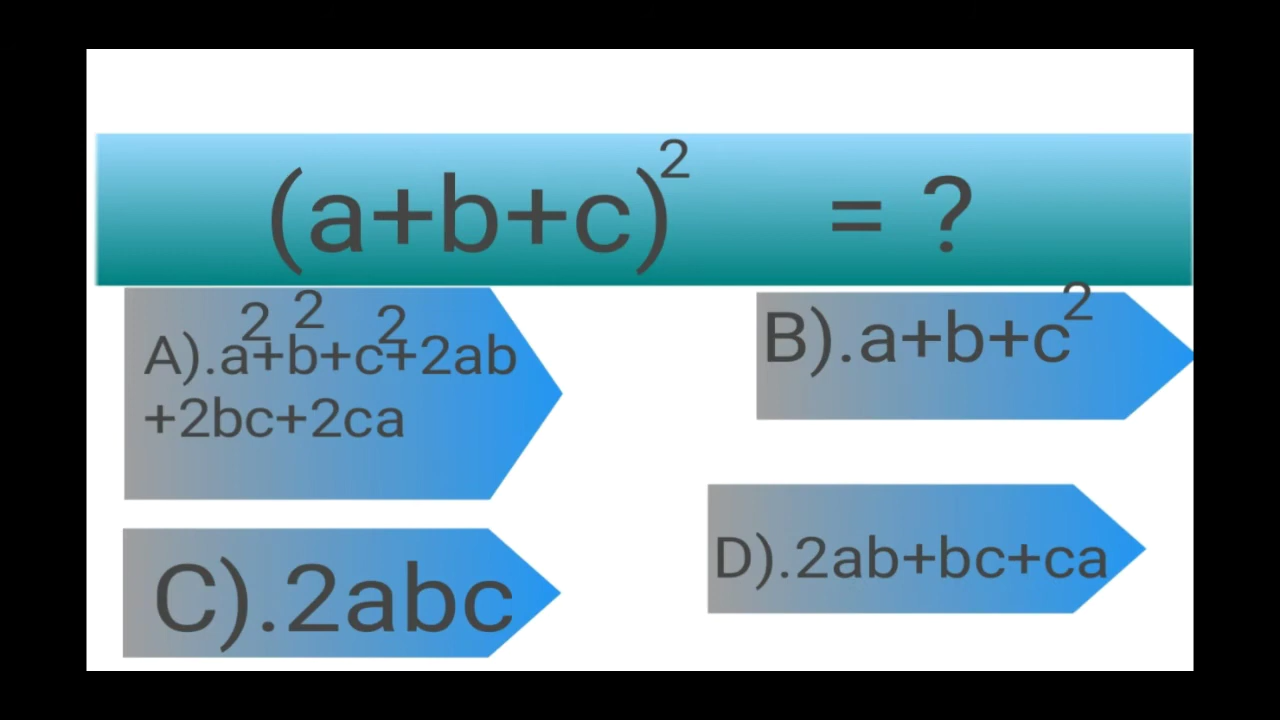 (a+b+c)² = ?
A).a²+b²+c²+2ab
+2bc+2ca
B).a+b+c²
C).2abc
D).2ab+bc+ca